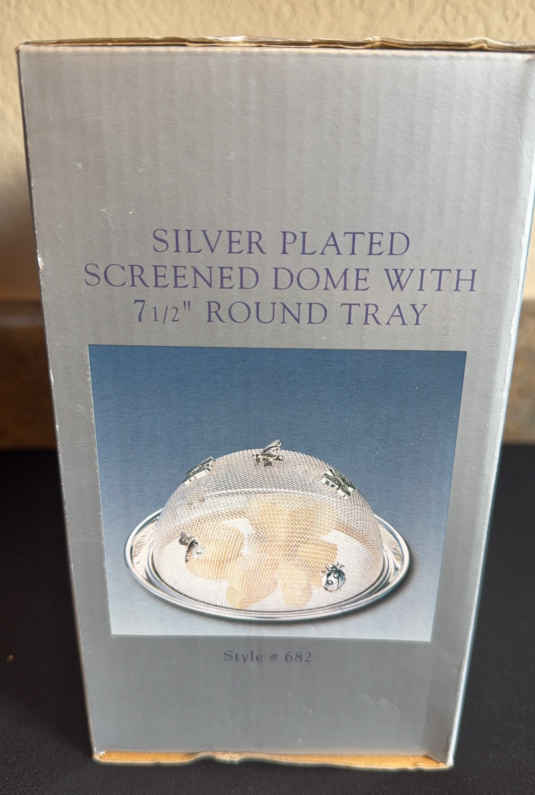 SILVER PLATED
SCREENED DOME WITH
7 1/2" ROUND TRAY
Style # 682